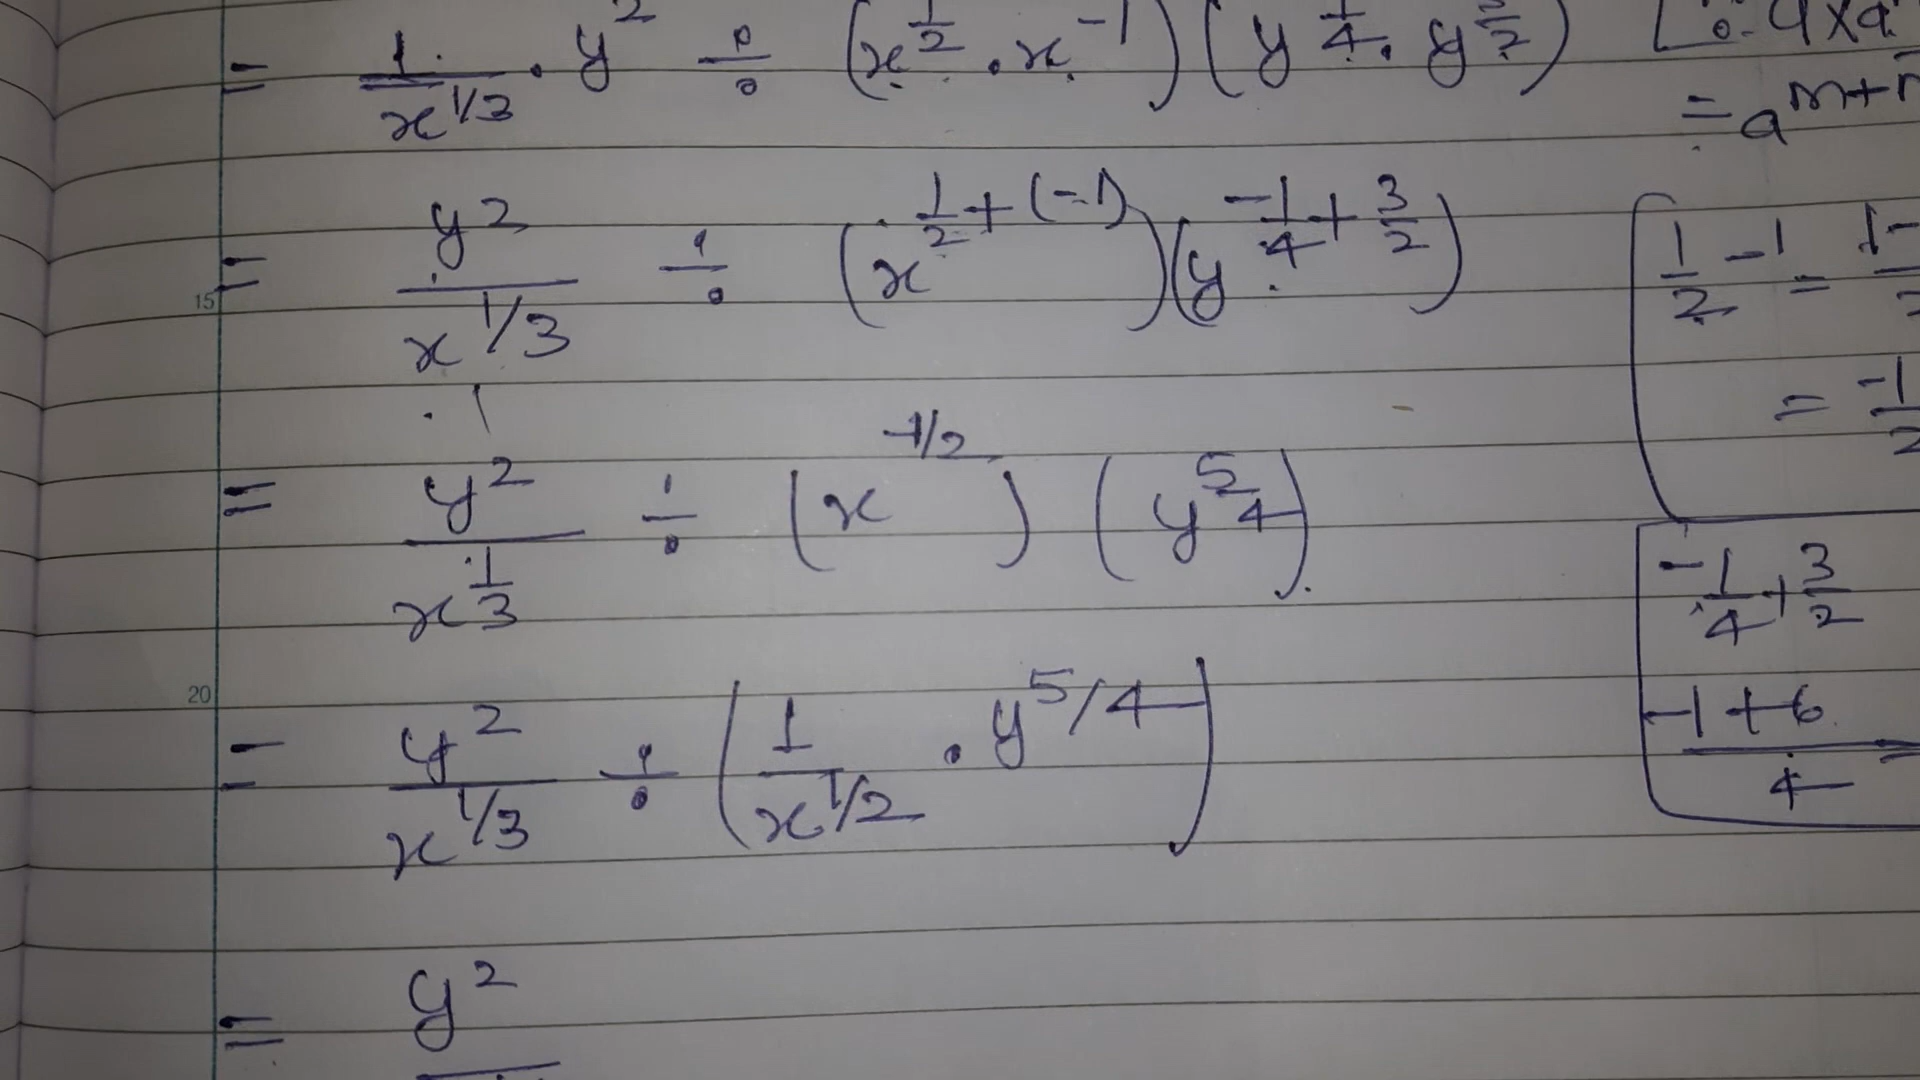 = 1/x^1/3 · y^2 ÷ (x^1/2 · x^-1) (y^1/4 · y^3/2)
= a^m+n
= y^2/x^1/3 ÷ (x^1/2+(-1)) (y^-1/4+3/2)
1/2 - 1 =
= -1/2
= y^2/x^1/3 ÷ (x^-1/2) (y^5/4)
-1/4 + 3/2
-1+6/4 =
= y^2/x^1/3 ÷ (1/x^1/2 · y^5/4)
= y^2
15
20